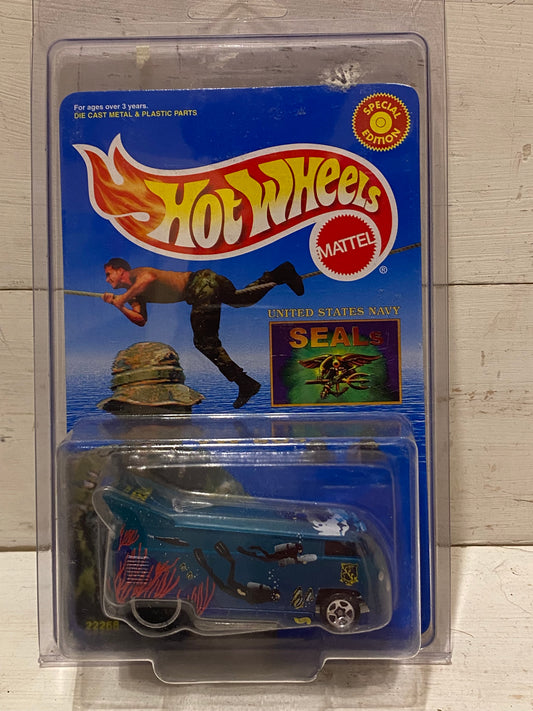 For ages over 3 years.
DIE CAST METAL & PLASTIC PARTS
SPECIAL
EDITION
HOT WHEELS
MATTEL
®
UNITED STATES NAVY
SEALs
22268